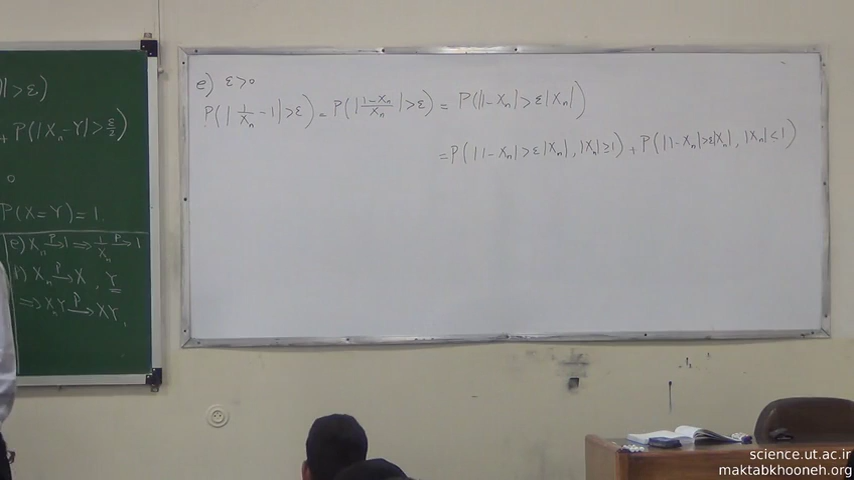 | > ε)
+ P(|Xₙ-Y| > ε/2)
0
P(X=Y) = 1.
e) Xₙ →ᴾ 1 ⟹ 1/Xₙ →ᴾ 1
Xₙ →ᴾ X , Y
⟹ XₙY →ᴾ XY,
e) ε>0
P(| 1/Xₙ - 1| > ε) = P(| (1-Xₙ)/Xₙ | > ε) = P(|1-Xₙ| > ε|Xₙ|)
= P(|1-Xₙ| > ε|Xₙ| , |Xₙ| ≥ 1) + P(|1-Xₙ| > ε|Xₙ| , |Xₙ| < 1)
science.ut.ac.ir
maktabkhooneh.org